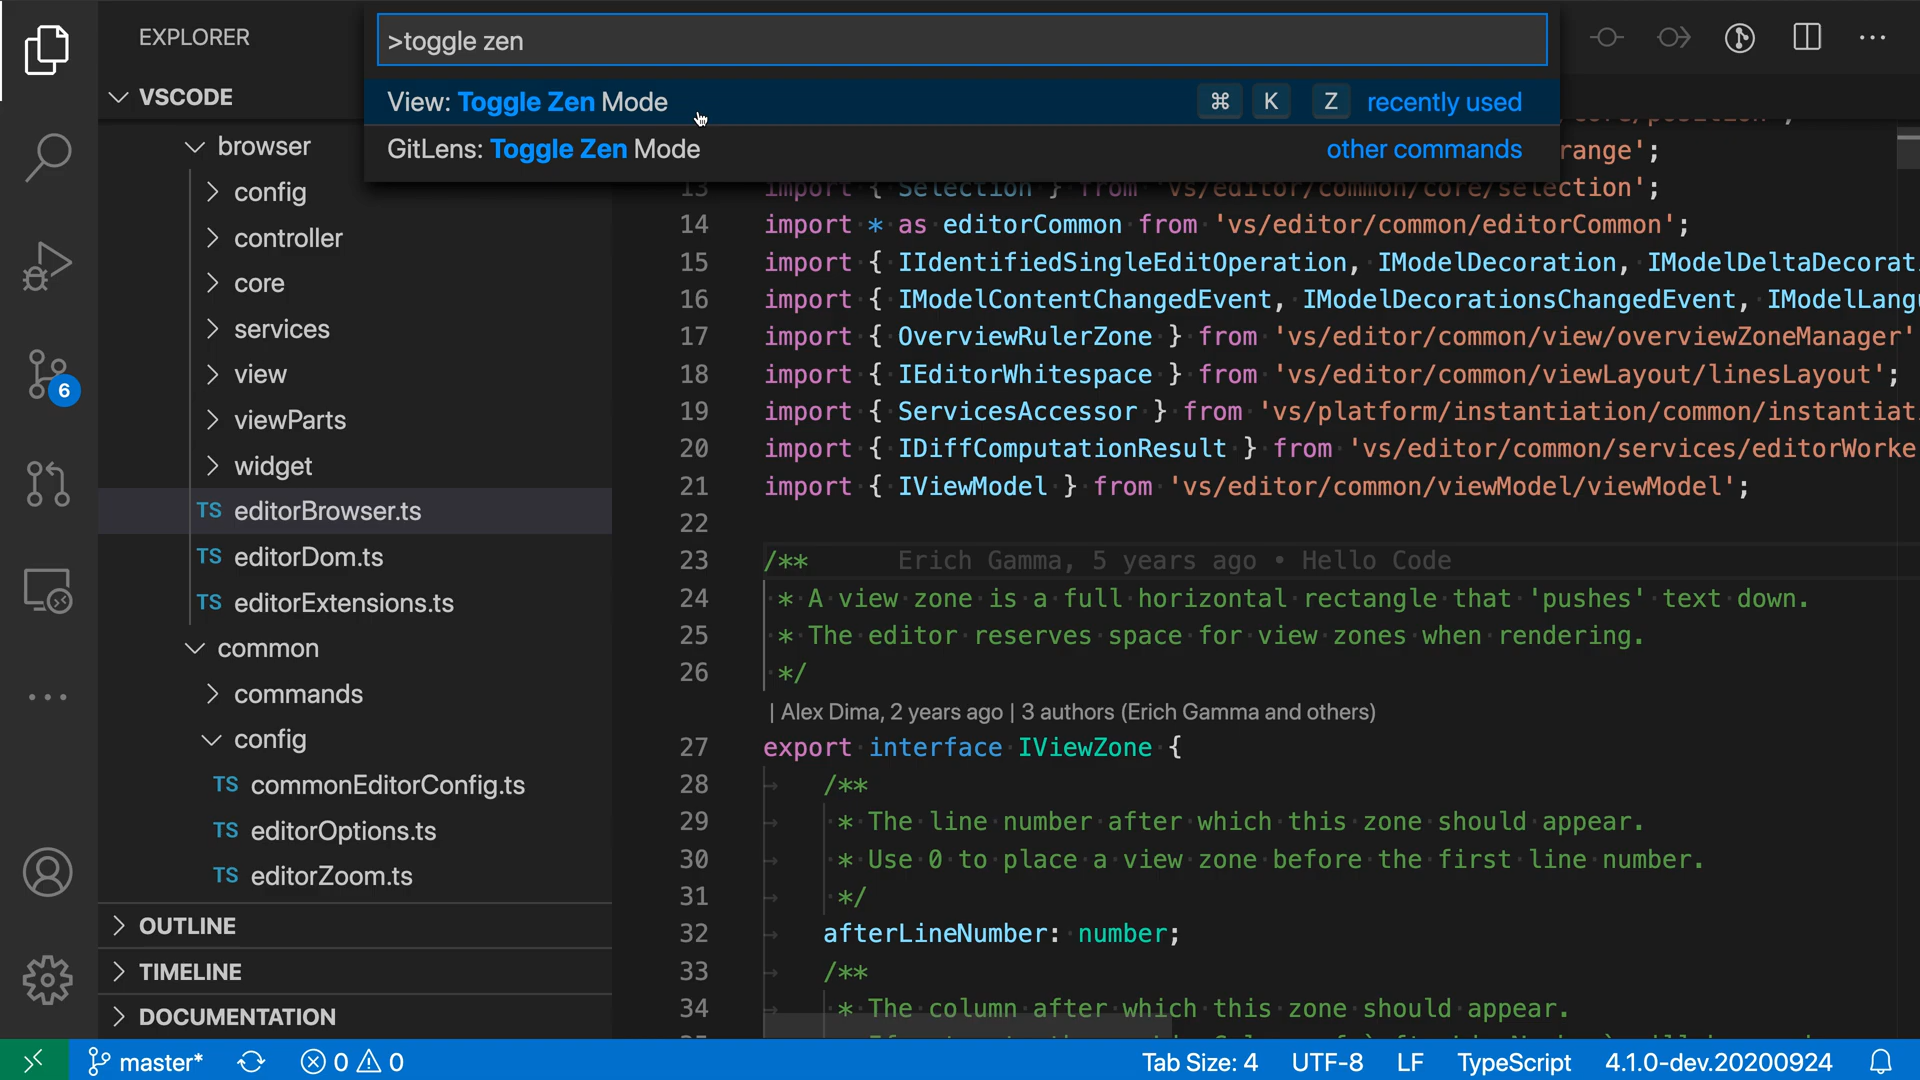 EXPLORER
VSCODE
browser
config
controller
core
services
view
viewParts
widget
TS editorBrowser.ts
TS editorDom.ts
TS editorExtensions.ts
common
commands
config
TS commonEditorConfig.ts
TS editorOptions.ts
TS editorZoom.ts
OUTLINE
TIMELINE
DOCUMENTATION
6
>toggle zen
View: Toggle Zen Mode ⌘ K Z recently used
GitLens: Toggle Zen Mode other commands
range';
13 import { Selection } from 'vs/editor/common/core/selection';
14 import * as editorCommon from 'vs/editor/common/editorCommon';
15 import { IIdentifiedSingleEditOperation, IModelDecoration, IModelDeltaDecorat
16 import { IModelContentChangedEvent, IModelDecorationsChangedEvent, IModelLang
17 import { OverviewRulerZone } from 'vs/editor/common/view/overviewZoneManager'
18 import { IEditorWhitespace } from 'vs/editor/common/viewLayout/linesLayout';
19 import { ServicesAccessor } from 'vs/platform/instantiation/common/instantiat
20 import { IDiffComputationResult } from 'vs/editor/common/services/editorWorke
21 import { IViewModel } from 'vs/editor/common/viewModel/viewModel';
22
23 /** Erich Gamma, 5 years ago • Hello Code
24 * A view zone is a full horizontal rectangle that 'pushes' text down.
25 * The editor reserves space for view zones when rendering.
26 */
| Alex Dima, 2 years ago | 3 authors (Erich Gamma and others)
27 export interface IViewZone {
28 /**
29 * The line number after which this zone should appear.
30 * Use 0 to place a view zone before the first line number.
31 */
32 afterLineNumber: number;
33 /**
34 * The column after which this zone should appear.
master* 0 0 Tab Size: 4 UTF-8 LF TypeScript 4.1.0-dev.20200924